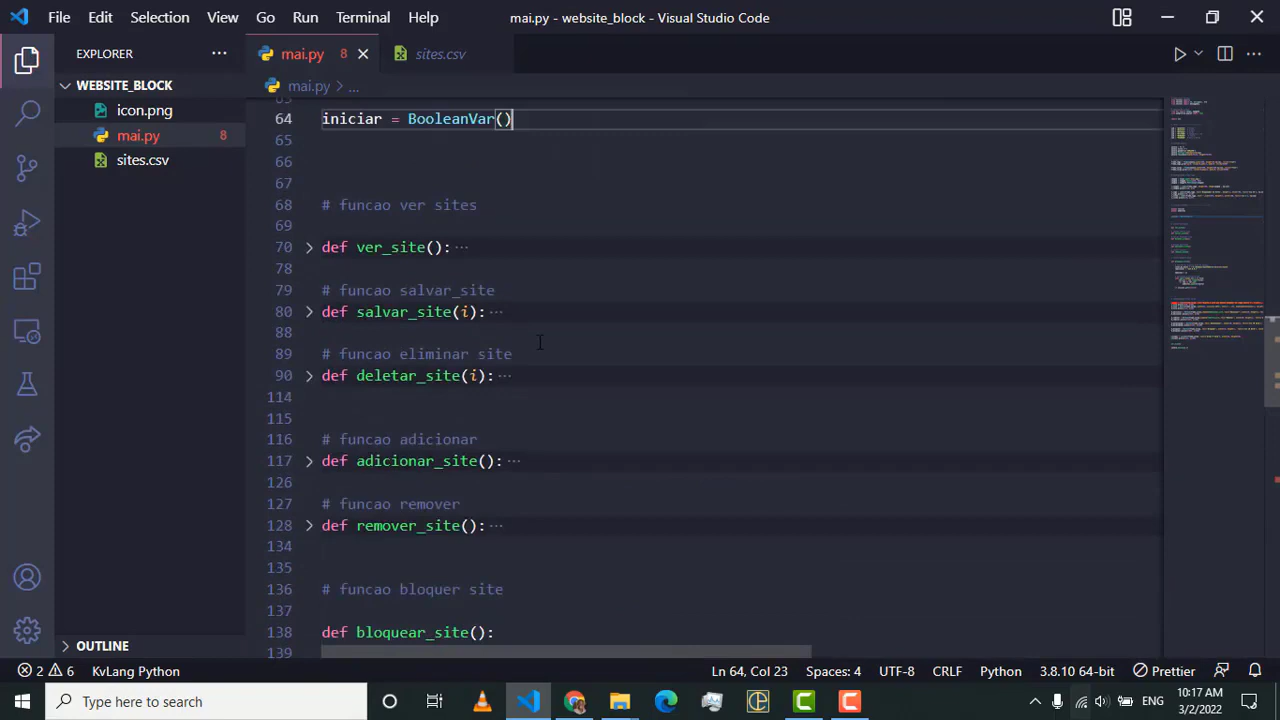 File Edit Selection View Go Run Terminal Help mai.py - website_block - Visual Studio Code
EXPLORER ··· mai.py 8 sites.csv
WEBSITE_BLOCK mai.py > ...
icon.png
mai.py 8
sites.csv
63
64 iniciar = BooleanVar()
65
66
67
68 # funcao ver sites
69
70 def ver_site():···
78
79 # funcao salvar_site
80 def salvar_site(i):···
88
89 # funcao eliminar site
90 def deletar_site(i):···
114
115
116 # funcao adicionar
117 def adicionar_site():···
126
127 # funcao remover
128 def remover_site():···
134
135
136 # funcao bloquer site
137
138 def bloquear_site():
139
OUTLINE
2 6 KvLang Python Ln 64, Col 23 Spaces: 4 UTF-8 CRLF Python 3.8.10 64-bit Prettier
Type here to search ENG 10:17 AM
3/2/2022